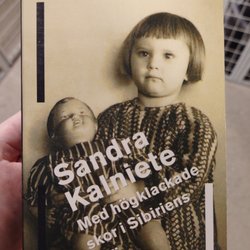 Sandra
Kalniete
Med högklackade
skor i Sibiriens